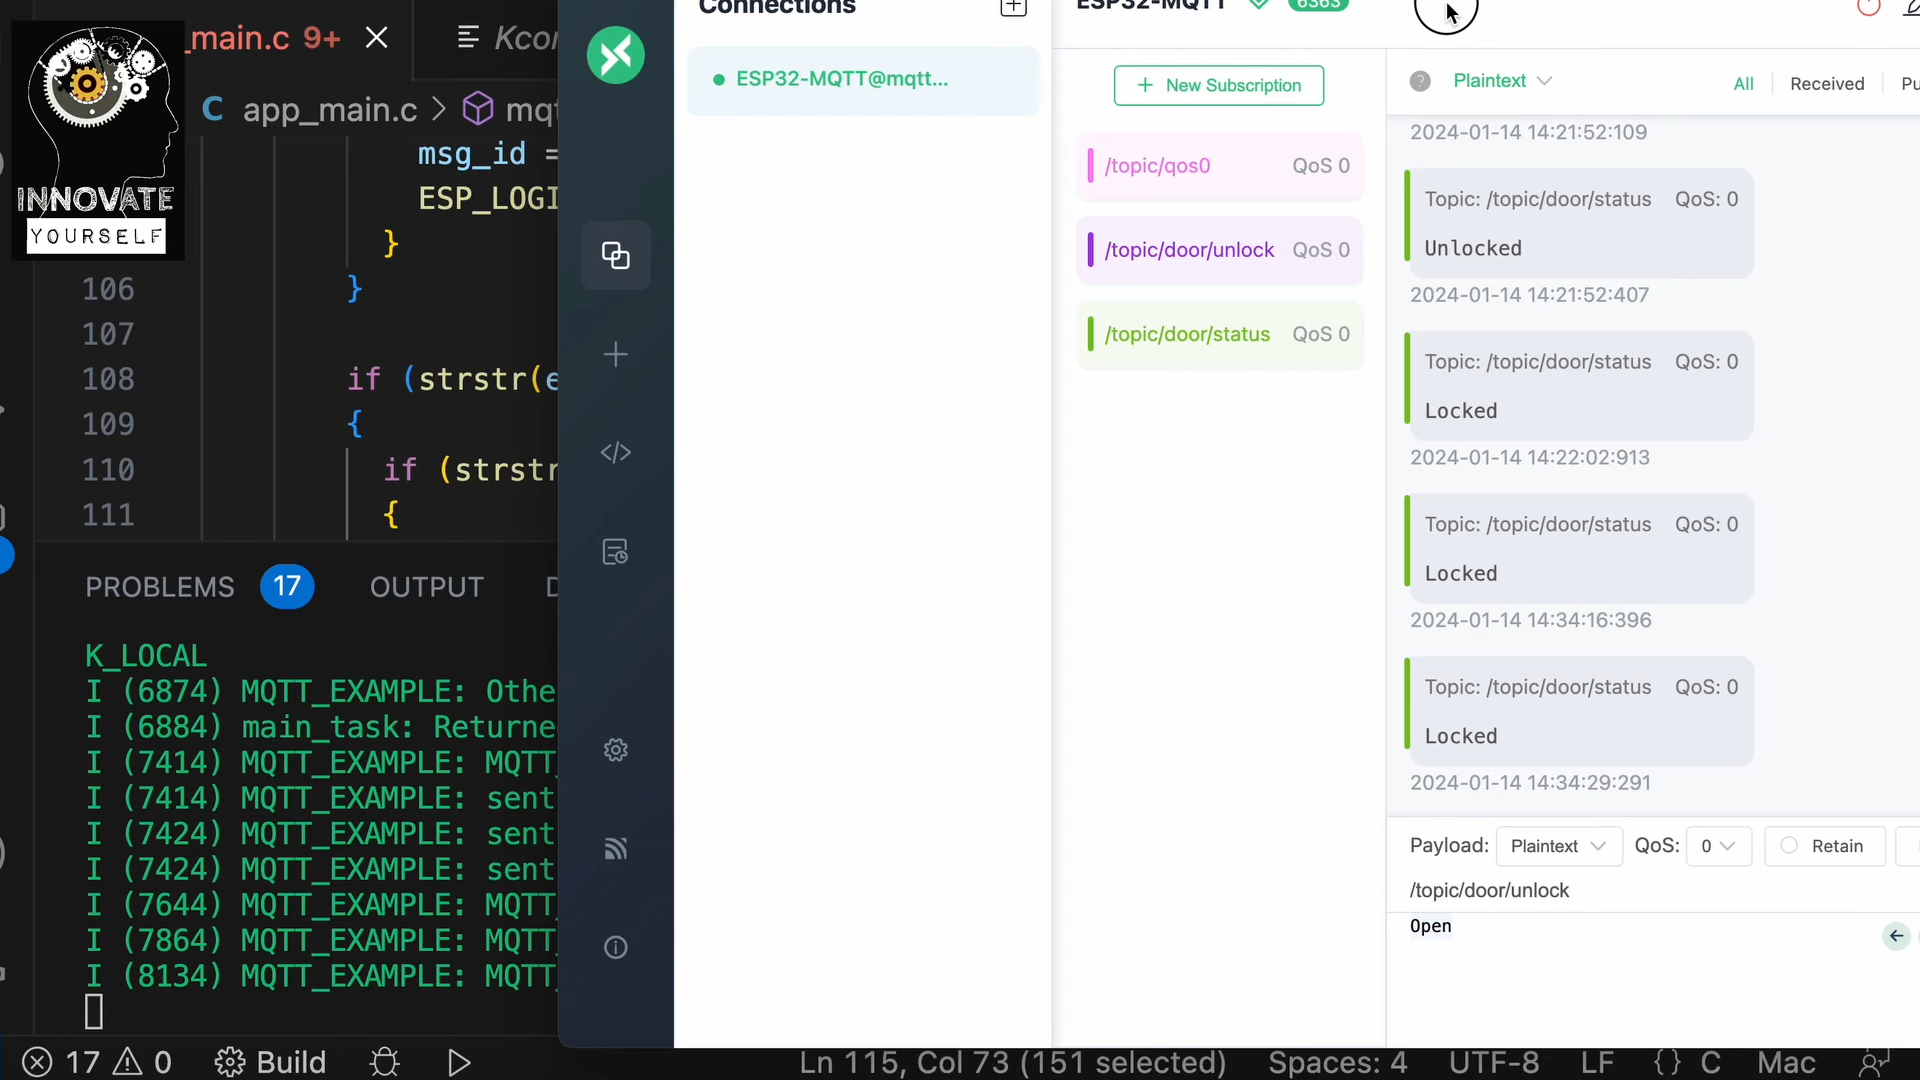 _main.c 9+
INNOVATE
YOURSELF
C app_main.c >
msg_id =
ESP_LOGI
}
106 }
107
108 if (strstr(e
109 {
110 if (strstr
111 {
PROBLEMS 17 OUTPUT
K_LOCAL
I (6874) MQTT_EXAMPLE: Othe
I (6884) main_task: Returne
I (7414) MQTT_EXAMPLE: MQTT_
I (7414) MQTT_EXAMPLE: sent
I (7424) MQTT_EXAMPLE: sent
I (7424) MQTT_EXAMPLE: sent
I (7644) MQTT_EXAMPLE: MQTT_
I (7864) MQTT_EXAMPLE: MQTT_
I (8134) MQTT_EXAMPLE: MQTT_
17 0 Build
Connections
ESP32-MQTT@mqtt...
ESP32-MQTT 6363
+ New Subscription
/topic/qos0 QoS 0
/topic/door/unlock QoS 0
/topic/door/status QoS 0
Plaintext All Received Pu
2024-01-14 14:21:52:109
Topic: /topic/door/status QoS: 0
Unlocked
2024-01-14 14:21:52:407
Topic: /topic/door/status QoS: 0
Locked
2024-01-14 14:22:02:913
Topic: /topic/door/status QoS: 0
Locked
2024-01-14 14:34:16:396
Topic: /topic/door/status QoS: 0
Locked
2024-01-14 14:34:29:291
Payload: Plaintext QoS: 0 Retain
/topic/door/unlock
Open
Ln 115, Col 73 (151 selected) Spaces: 4 UTF-8 LF {} C Mac